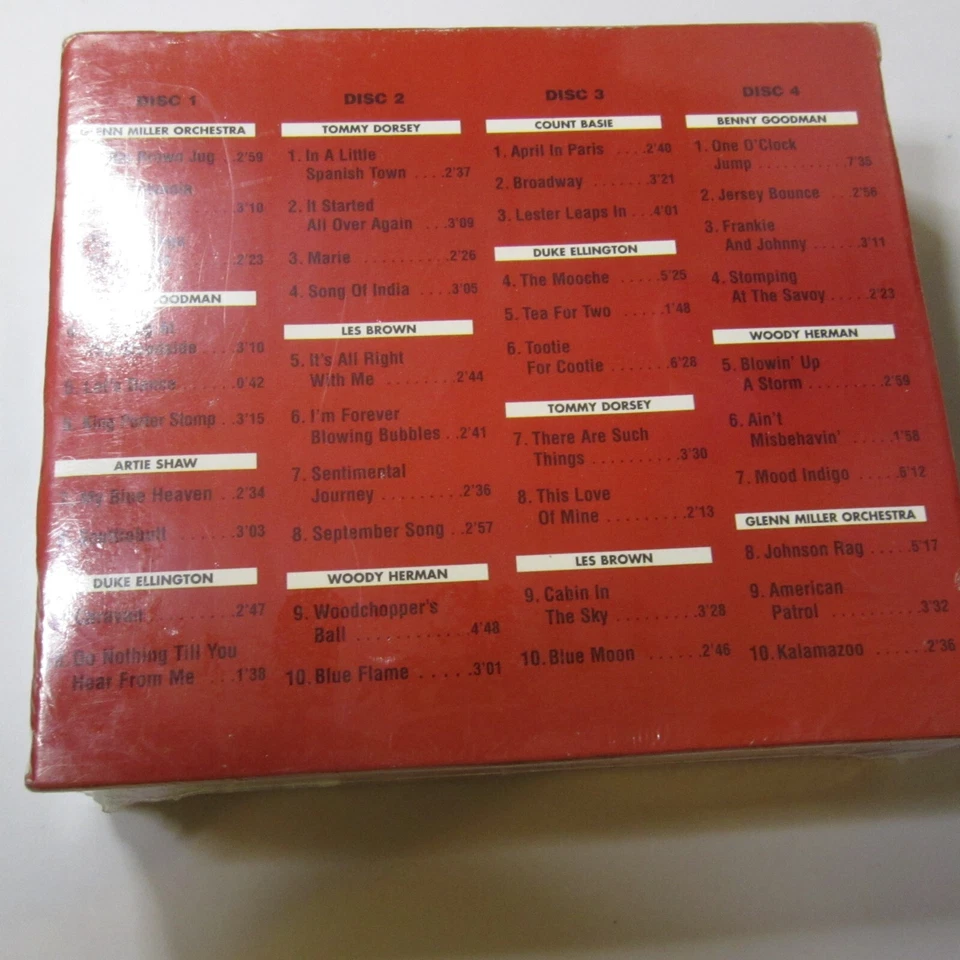 DISC 1
GLENN MILLER ORCHESTRA
Brown Jug ..2'59
.3'10
..2'23
GOODMAN
....3'10
5. Let's Dance........0'42
6. King Porter Stomp ..3'15
ARTIE SHAW
My Blue Heaven ..2'34
.......3'03
DUKE ELLINGTON
Caravan .........2'47
Do Nothing Till You
Hear From Me ...1'38
DISC 2
TOMMY DORSEY
1. In A Little
Spanish Town ....2'37
2. It Started
All Over Again ...3'09
3. Marie ..........2'26
4. Song Of India ....3'05
LES BROWN
5. It's All Right
With Me ........2'44
6. I'm Forever
Blowing Bubbles ..2'41
7. Sentimental
Journey .........2'36
8. September Song ..2'57
WOODY HERMAN
9. Woodchopper's
Ball ............4'48
10. Blue Flame ......3'01
DISC 3
COUNT BASIE
1. April In Paris ....2'40
2. Broadway .......3'21
3. Lester Leaps In ...4'01
DUKE ELLINGTON
4. The Mooche .....5'25
5. Tea For Two .....1'48
6. Tootie
For Cootie .......6'28
TOMMY DORSEY
7. There Are Such
Things ..........3'30
8. This Love
Of Mine .........2'13
LES BROWN
9. Cabin In
The Sky .........3'28
10. Blue Moon ......2'46
DISC 4
BENNY GOODMAN
1. One O'Clock
Jump ..........7'35
2. Jersey Bounce ...2'56
3. Frankie
And Johnny ......3'11
4. Stomping
At The Savoy .....2'23
WOODY HERMAN
5. Blowin' Up
A Storm ........2'59
6. Ain't
Misbehavin' .....1'58
7. Mood Indigo .....5'12
GLENN MILLER ORCHESTRA
8. Johnson Rag .....5'17
9. American
Patrol ...........3'32
10. Kalamazoo ......2'36